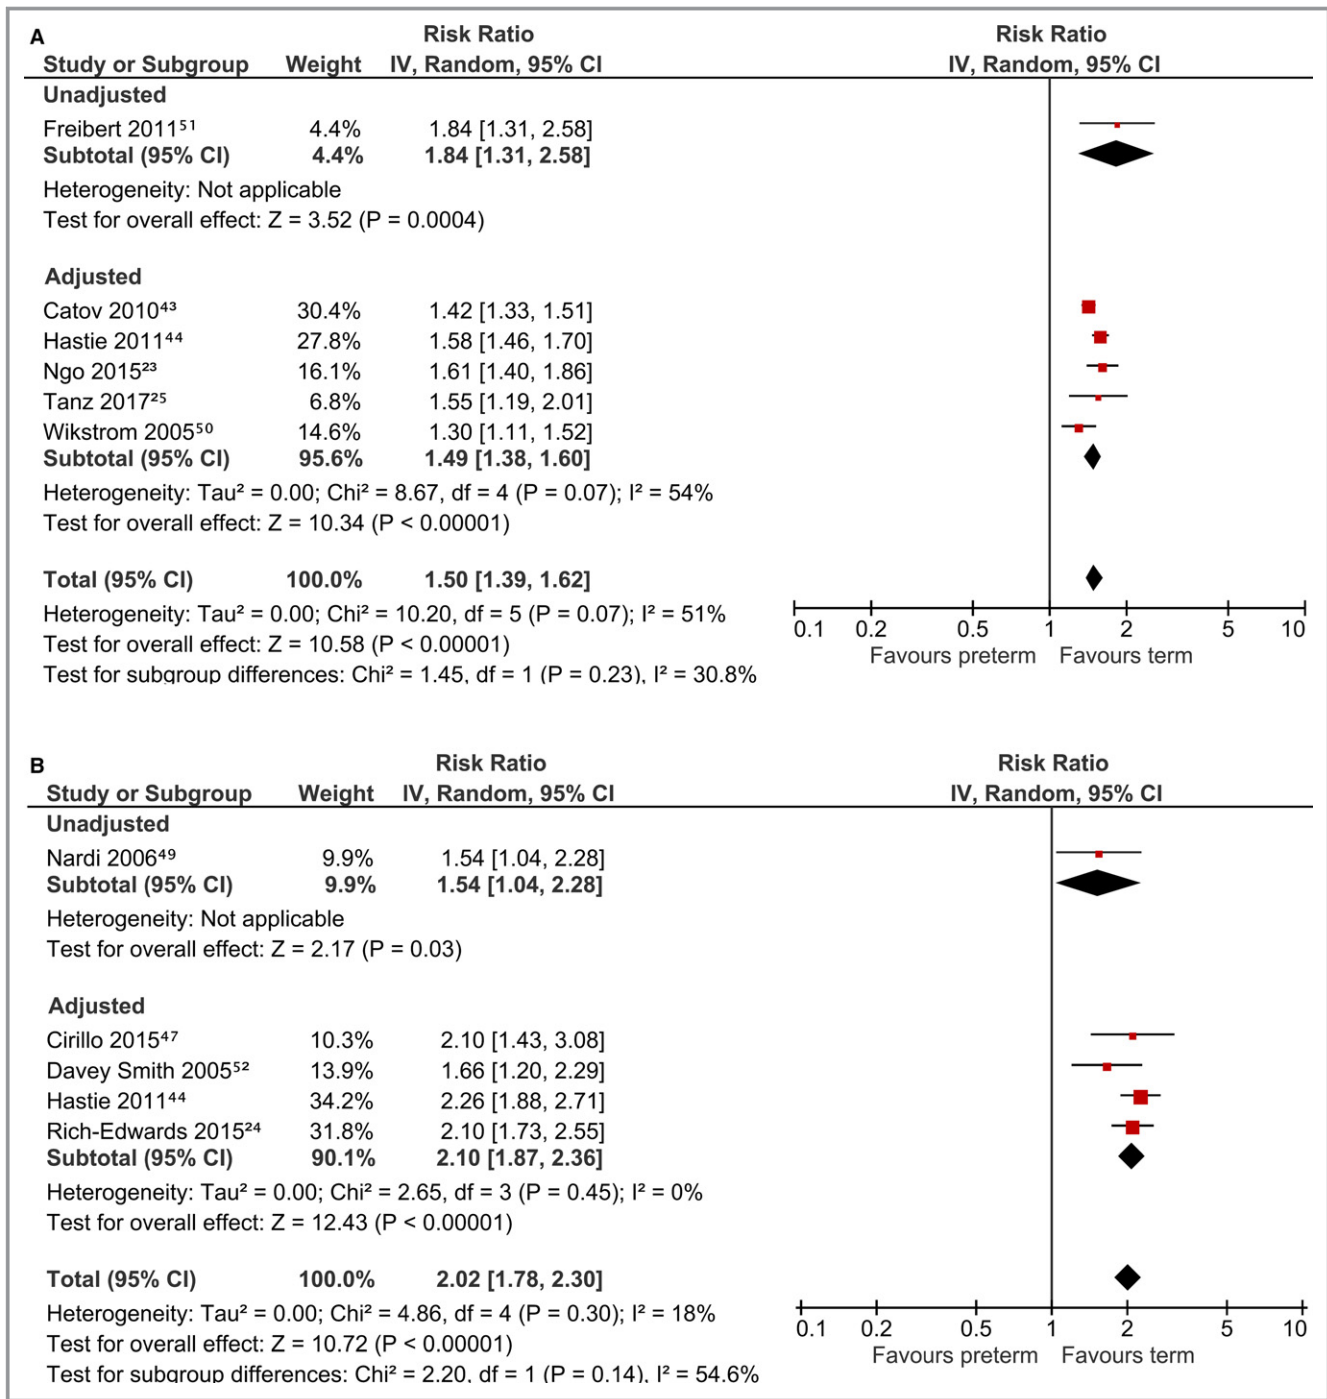 A
Risk Ratio Risk Ratio
Study or Subgroup Weight IV, Random, 95% CI IV, Random, 95% CI
Unadjusted
Freibert 2011⁵¹ 4.4% 1.84 [1.31, 2.58]
Subtotal (95% CI) 4.4% 1.84 [1.31, 2.58]
Heterogeneity: Not applicable
Test for overall effect: Z = 3.52 (P = 0.0004)
Adjusted
Catov 2010⁴³ 30.4% 1.42 [1.33, 1.51]
Hastie 2011⁴⁴ 27.8% 1.58 [1.46, 1.70]
Ngo 2015²³ 16.1% 1.61 [1.40, 1.86]
Tanz 2017²⁵ 6.8% 1.55 [1.19, 2.01]
Wikstrom 2005⁵⁰ 14.6% 1.30 [1.11, 1.52]
Subtotal (95% CI) 95.6% 1.49 [1.38, 1.60]
Heterogeneity: Tau² = 0.00; Chi² = 8.67, df = 4 (P = 0.07); I² = 54%
Test for overall effect: Z = 10.34 (P < 0.00001)
Total (95% CI) 100.0% 1.50 [1.39, 1.62]
Heterogeneity: Tau² = 0.00; Chi² = 10.20, df = 5 (P = 0.07); I² = 51%
Test for overall effect: Z = 10.58 (P < 0.00001)
Test for subgroup differences: Chi² = 1.45, df = 1 (P = 0.23), I² = 30.8%
0.1 0.2 0.5 1 2 5 10
Favours preterm Favours term
B
Risk Ratio Risk Ratio
Study or Subgroup Weight IV, Random, 95% CI IV, Random, 95% CI
Unadjusted
Nardi 2006⁴⁹ 9.9% 1.54 [1.04, 2.28]
Subtotal (95% CI) 9.9% 1.54 [1.04, 2.28]
Heterogeneity: Not applicable
Test for overall effect: Z = 2.17 (P = 0.03)
Adjusted
Cirillo 2015⁴⁷ 10.3% 2.10 [1.43, 3.08]
Davey Smith 2005⁵² 13.9% 1.66 [1.20, 2.29]
Hastie 2011⁴⁴ 34.2% 2.26 [1.88, 2.71]
Rich-Edwards 2015²⁴ 31.8% 2.10 [1.73, 2.55]
Subtotal (95% CI) 90.1% 2.10 [1.87, 2.36]
Heterogeneity: Tau² = 0.00; Chi² = 2.65, df = 3 (P = 0.45); I² = 0%
Test for overall effect: Z = 12.43 (P < 0.00001)
Total (95% CI) 100.0% 2.02 [1.78, 2.30]
Heterogeneity: Tau² = 0.00; Chi² = 4.86, df = 4 (P = 0.30); I² = 18%
Test for overall effect: Z = 10.72 (P < 0.00001)
Test for subgroup differences: Chi² = 2.20, df = 1 (P = 0.14), I² = 54.6%
0.1 0.2 0.5 1 2 5 10
Favours preterm Favours term